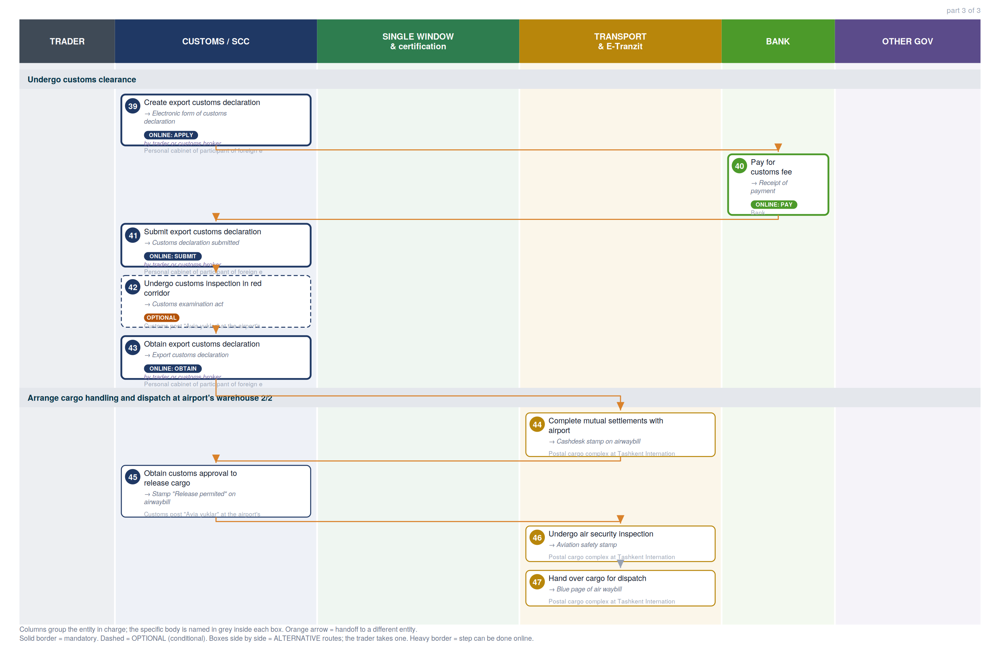 part 3 of 3
TRADER
CUSTOMS / SCC
SINGLE WINDOW
& certification
TRANSPORT
& E-Tranzit
BANK
OTHER GOV
Undergo customs clearance
39
Create export customs declaration
→ Electronic form of customs
declaration
ONLINE: APPLY
by trader or customs broker
Personal cabinet of participant of foreign e
40
Pay for
customs fee
→ Receipt of
payment
ONLINE: PAY
Bank
41
Submit export customs declaration
→ Customs declaration submitted
ONLINE: SUBMIT
by trader or customs broker
Personal cabinet of participant of foreign e
42
Undergo customs inspection in red
corridor
→ Customs examination act
OPTIONAL
Customs post "Avia yuklar" at the airport's
43
Obtain export customs declaration
→ Export customs declaration
ONLINE: OBTAIN
by trader or customs broker
Personal cabinet of participant of foreign e
Arrange cargo handling and dispatch at airport's warehouse 2/2
44
Complete mutual settlements with
airport
→ Cashdesk stamp on airwaybill
Postal cargo complex at Tashkent Internation
45
Obtain customs approval to
release cargo
→ Stamp "Release permited" on
airwaybill
Customs post "Avia yuklar" at the airport's
46
Undergo air security inspection
→ Aviation safety stamp
Postal cargo complex at Tashkent Internation
47
Hand over cargo for dispatch
→ Blue page of air waybill
Postal cargo complex at Tashkent Internation
Columns group the entity in charge; the specific body is named in grey inside each box. Orange arrow = handoff to a different entity.
Solid border = mandatory. Dashed = OPTIONAL (conditional). Boxes side by side = ALTERNATIVE routes; the trader takes one. Heavy border = step can be done online.